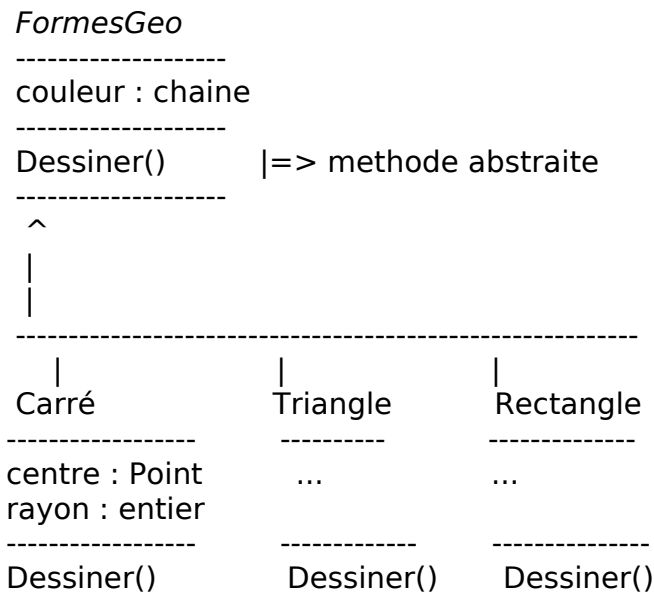 FormesGeo
--------------------
couleur : chaine
--------------------
Dessiner() |=> methode abstraite
--------------------
^
|
|
-----------------------------------------------------------
| | |
Carré Triangle Rectangle
------------------ ---------- --------------
centre : Point ... ...
rayon : entier
------------------ ------------- ---------------
Dessiner() Dessiner() Dessiner()